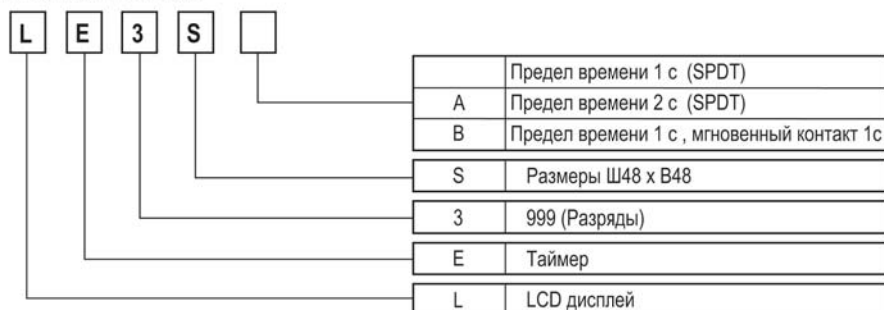 L E 3 S
Предел времени 1 с (SPDT)
A Предел времени 2 с (SPDT)
B Предел времени 1 с , мгновенный контакт 1с
S Размеры Ш48 x В48
3 999 (Разряды)
E Таймер
L LCD дисплей